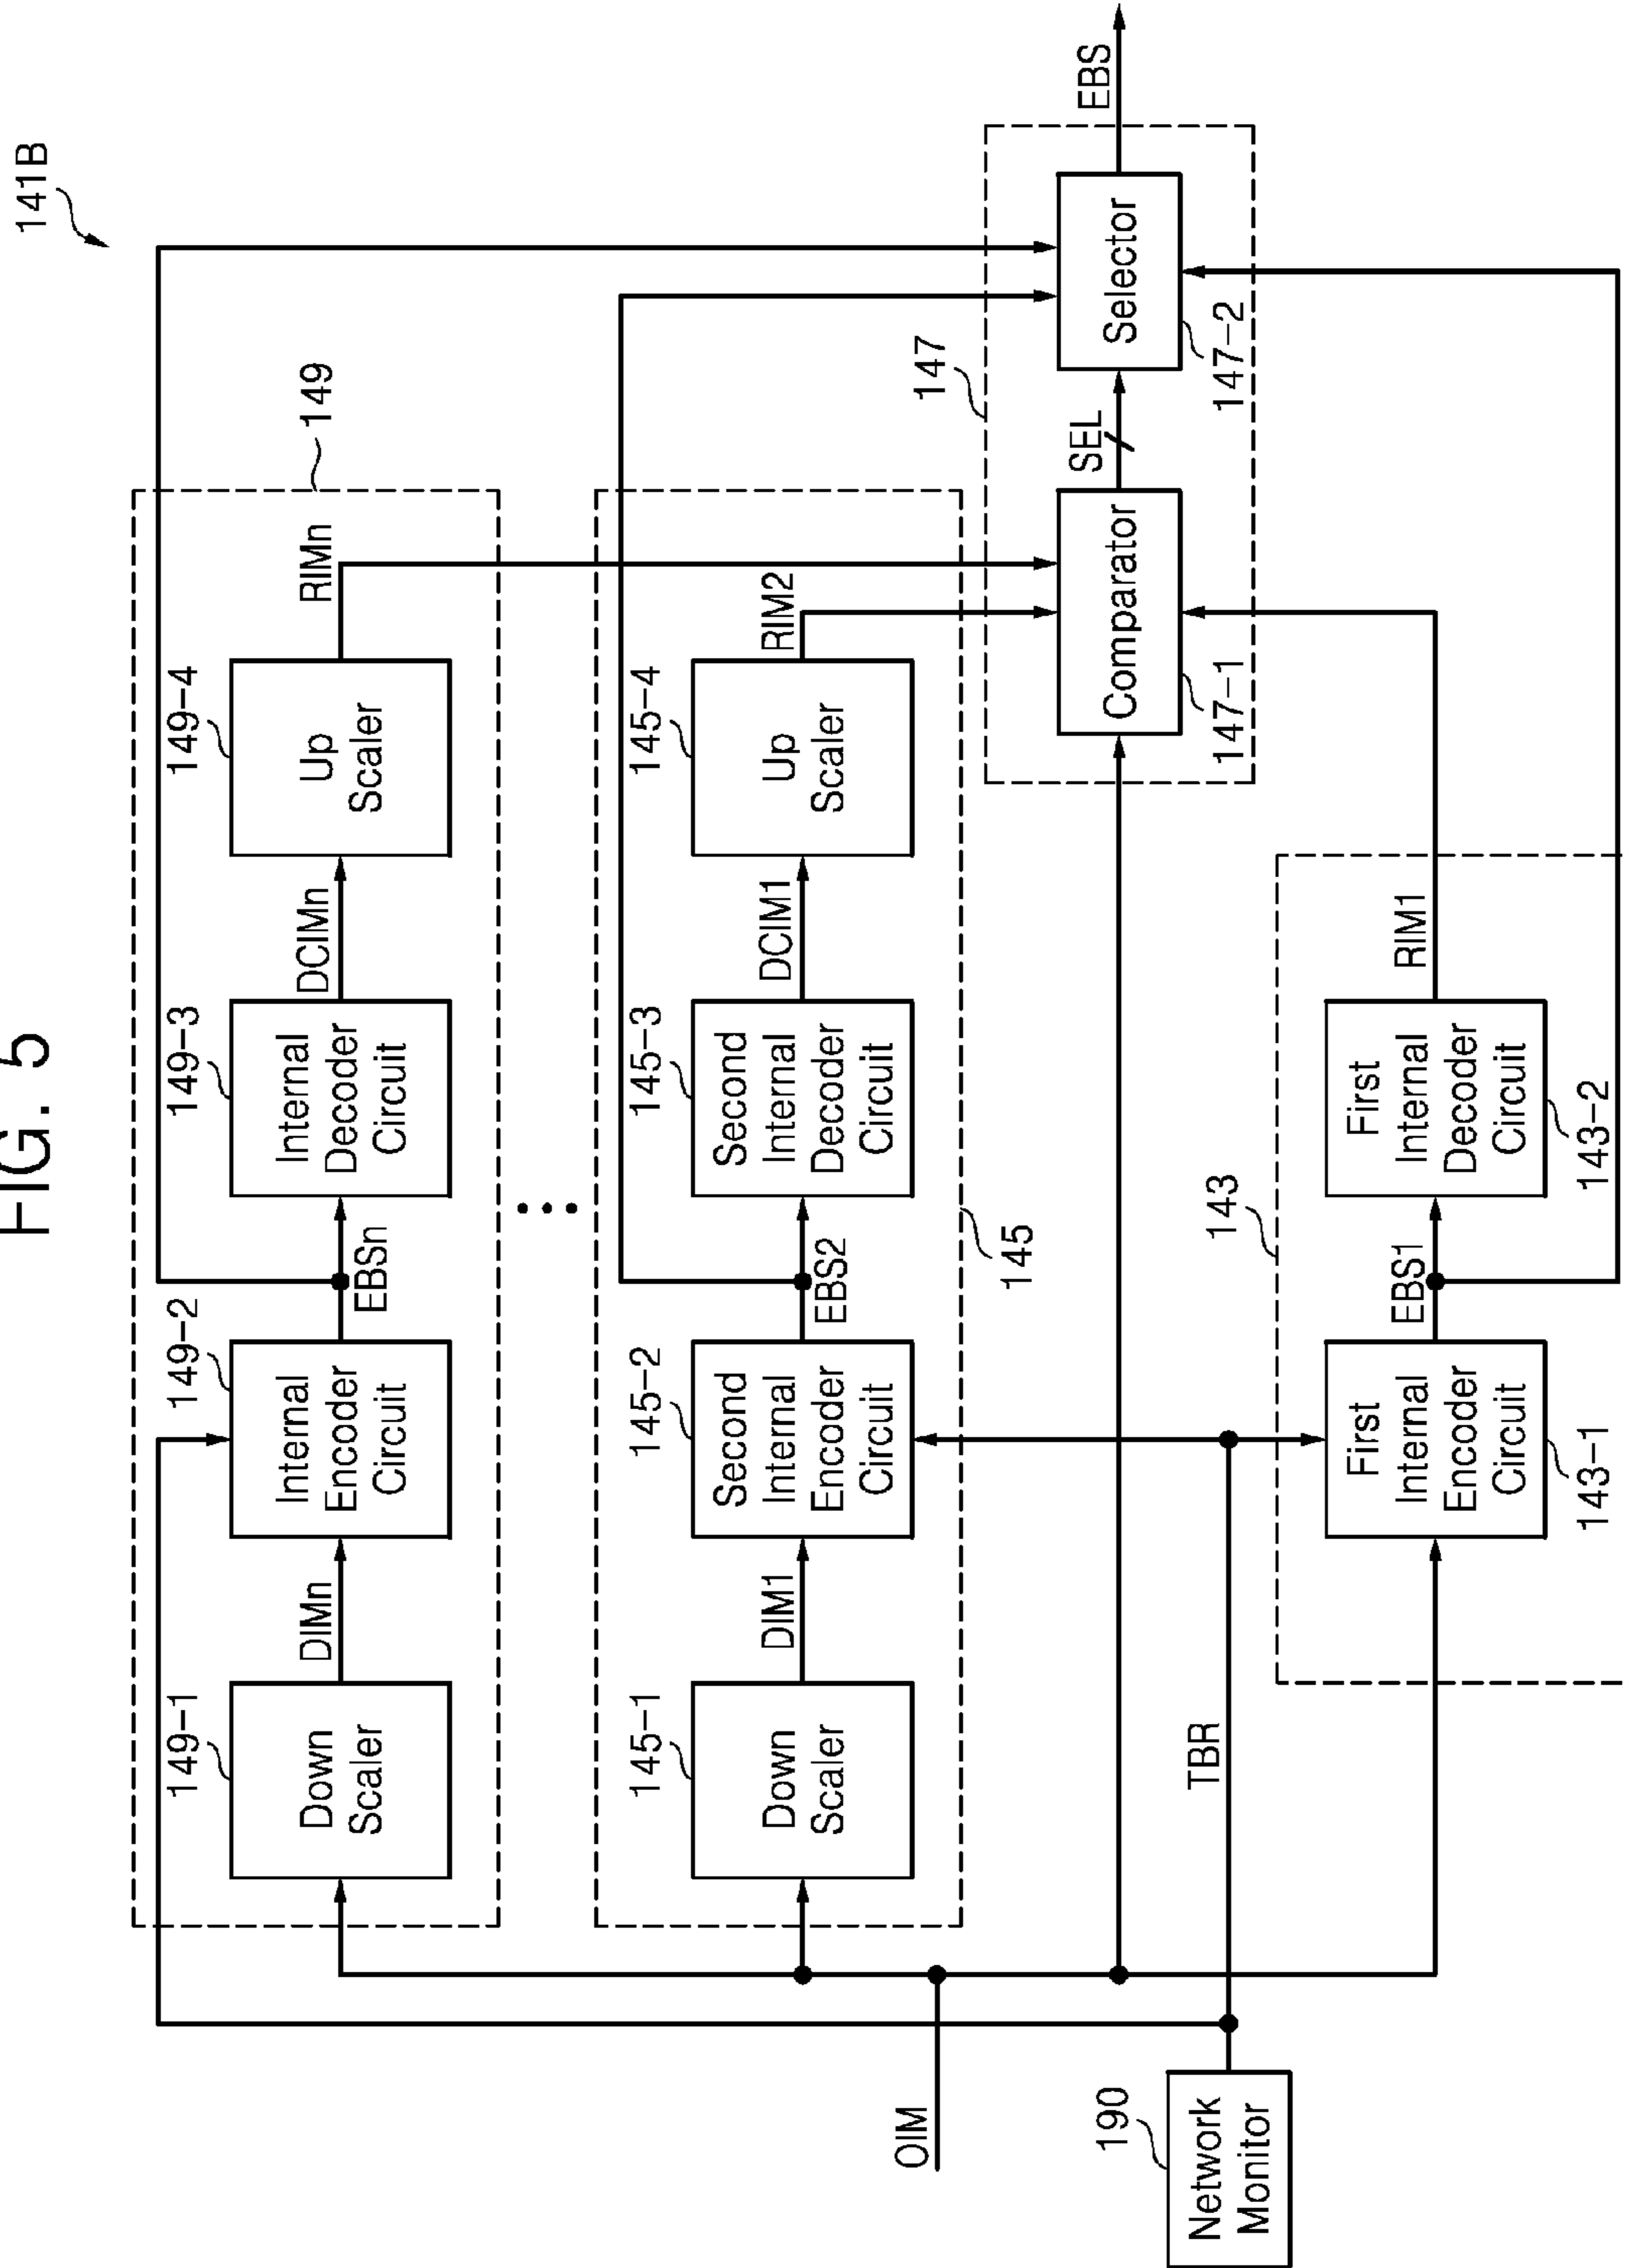 FIG. 5
141B
149
149-1
Down
Scaler
DIMn
149-2
Internal
Encoder
Circuit
EBSn
149-3
Internal
Decoder
Circuit
DCIMn
149-4
Up
Scaler
RIMn
145
145-1
Down
Scaler
DIM1
145-2
Second
Internal
Encoder
Circuit
EBS2
145-3
Second
Internal
Decoder
Circuit
DCIM1
145-4
Up
Scaler
RIM2
OIM
147
Comparator
147-1
SEL
Selector
147-2
EBS
190
Network
Monitor
TBR
143
First
Internal
Encoder
Circuit
143-1
EBS1
First
Internal
Decoder
Circuit
143-2
RIM1